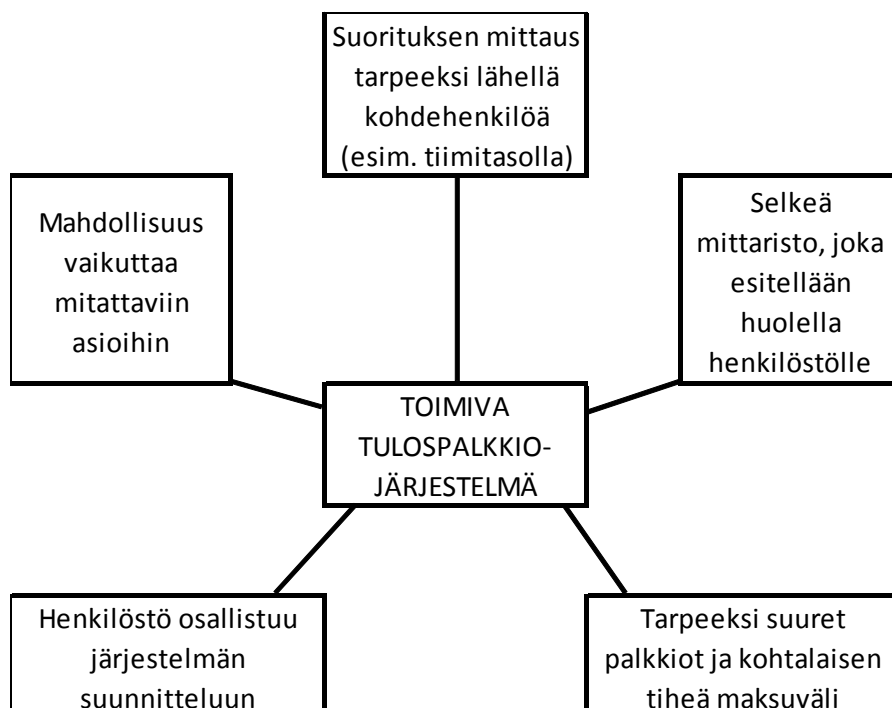 Suorituksen mittaus
tarpeeksi lähellä
kohdehenkilöä
(esim. tiimitasolla)
Mahdollisuus
vaikuttaa
mitattaviin
asioihin
Selkeä
mittaristo, joka
esitellään
huolella
henkilöstölle
TOIMIVA
TULOSPALKKIO-
JÄRJESTELMÄ
Henkilöstö osallistuu
järjestelmän
suunnitteluun
Tarpeeksi suuret
palkkiot ja kohtalaisen
tiheä maksuväli